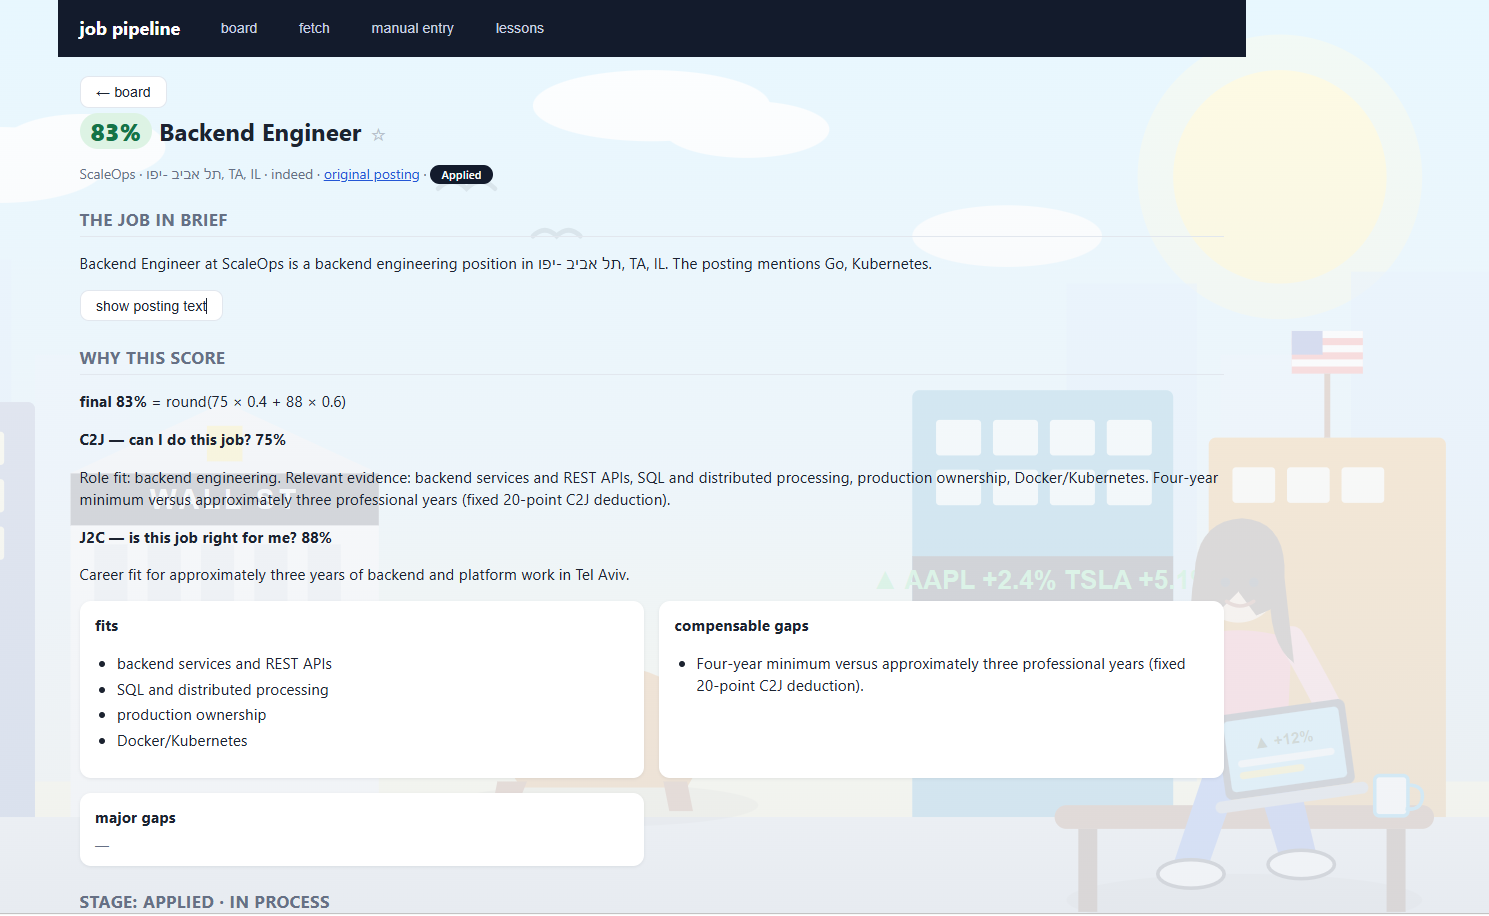 job pipeline board fetch manual entry lessons
← board
83% Backend Engineer ☆
ScaleOps · תל אביב -יפו, TA, IL · indeed · original posting · Applied
THE JOB IN BRIEF
Backend Engineer at ScaleOps is a backend engineering position in תל אביב -יפו, TA, IL. The posting mentions Go, Kubernetes.
show posting text
WHY THIS SCORE
final 83% = round(75 × 0.4 + 88 × 0.6)
C2J — can I do this job? 75%
Role fit: backend engineering. Relevant evidence: backend services and REST APIs, SQL and distributed processing, production ownership, Docker/Kubernetes. Four-year
minimum versus approximately three professional years (fixed 20-point C2J deduction).
WALL ST
J2C — is this job right for me? 88%
Career fit for approximately three years of backend and platform work in Tel Aviv.
▲ AAPL +2.4% TSLA +5.1
fits
• backend services and REST APIs
• SQL and distributed processing
• production ownership
• Docker/Kubernetes
compensable gaps
• Four-year minimum versus approximately three professional years (fixed
20-point C2J deduction).
▲ +12%
major gaps
—
STAGE: APPLIED · IN PROCESS